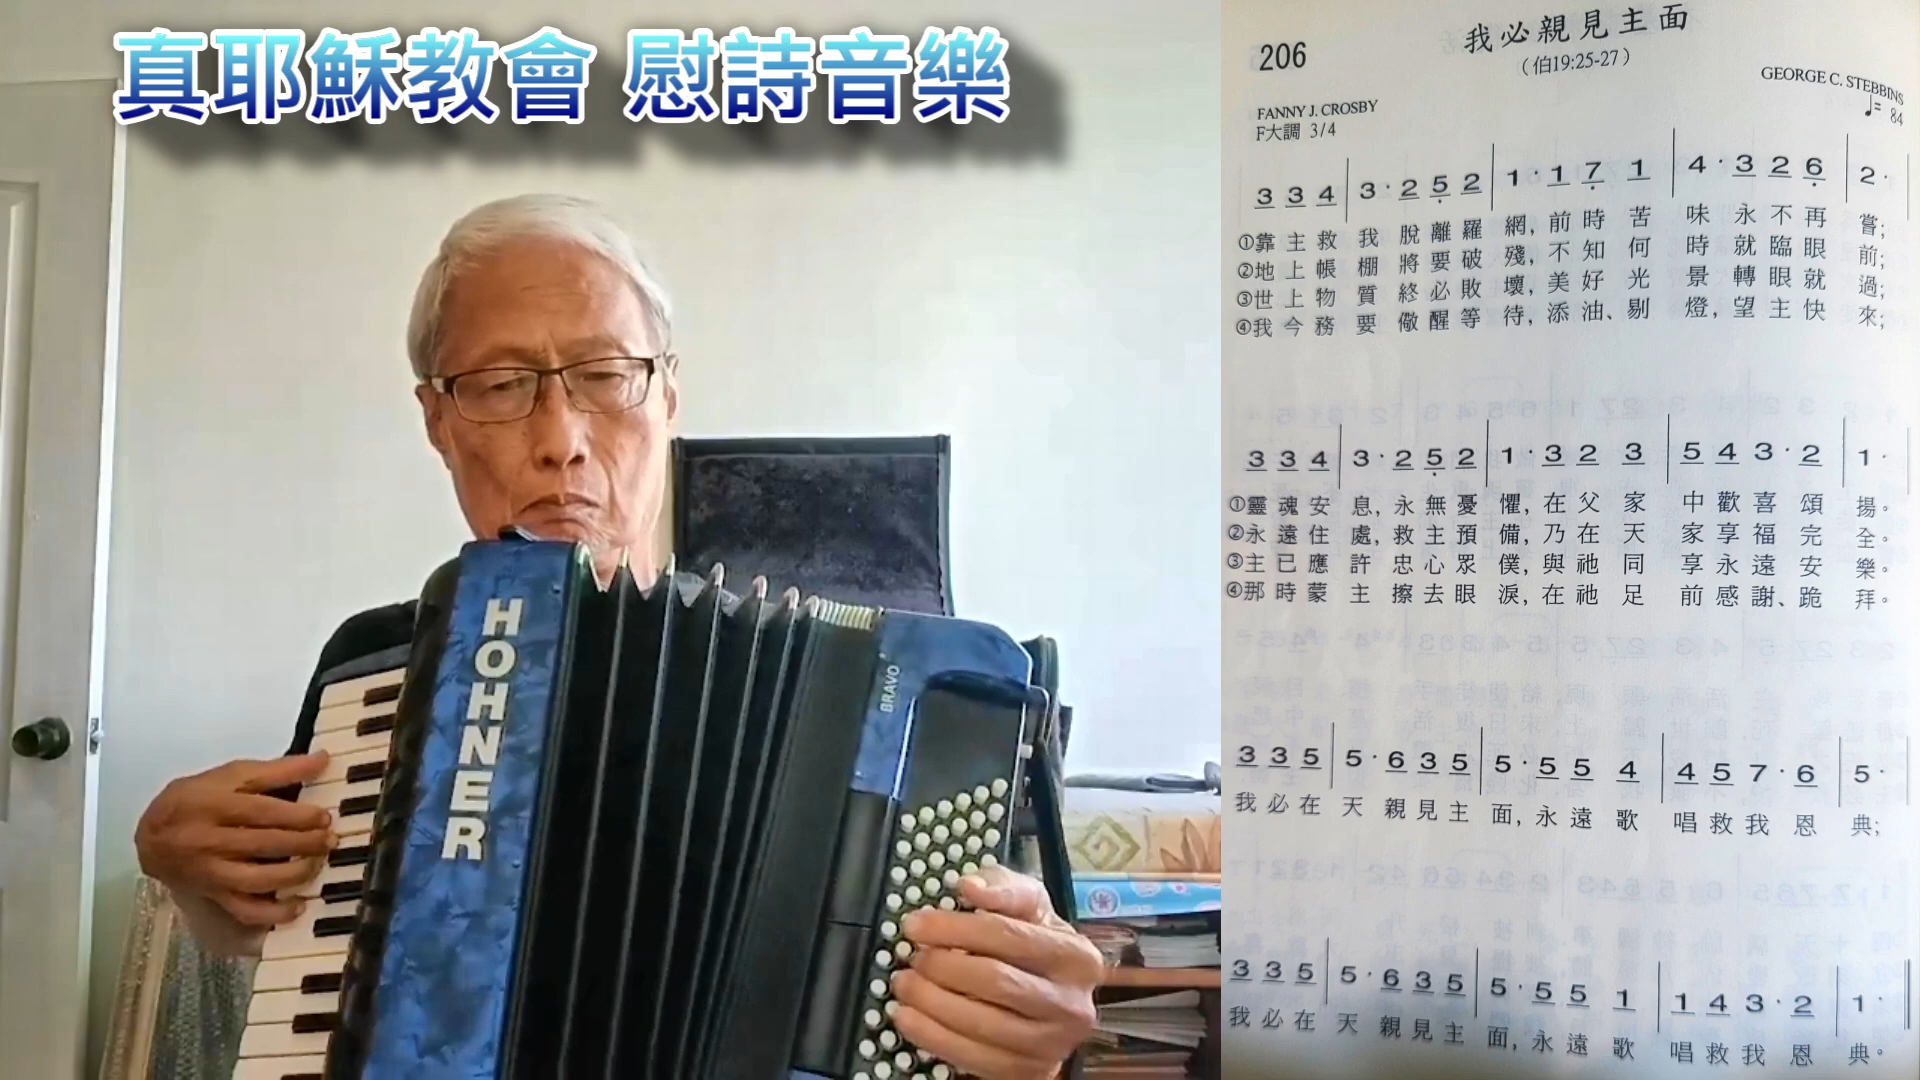 真耶穌教會 慰詩音樂
HOHNER
BRAVO
206
我必親見主面
(伯19:25-27)
GEORGE C. STEBBINS
♩= 84
FANNY J. CROSBY
F大調 3/4
3 3 4 | 3 · 2 5 2 | 1 · 1 7 1 | 4 · 3 2 6 | 2 ·
①靠主救我脫離羅網,前時苦味永不再嘗;
②地上帳棚將要破殘,不知何時就臨眼前;
③世上物質終必敗壞,美好光景轉眼就過;
④我今務要儆醒等待,添油、剔燈,望主快來;
3 3 4 | 3 · 2 5 2 | 1 · 3 2 3 | 5 4 3 · 2 | 1 ·
①靈魂安息,永無憂懼,在父家中歡喜頌揚。
②永遠住處,救主預備,乃在天家享福完全。
③主已應許忠心眾僕,與祂同享永遠安樂。
④那時蒙主擦去眼淚,在祂足前感謝、跪拜。
3 3 5 | 5 · 6 3 5 | 5 · 5 5 4 | 4 5 7 · 6 | 5 ·
我必在天親見主面,永遠歌唱救我恩典;
3 3 5 | 5 · 6 3 5 | 5 · 5 5 1 | 1 4 3 · 2 | 1 ·
我必在天親見主面,永遠歌唱救我恩典。